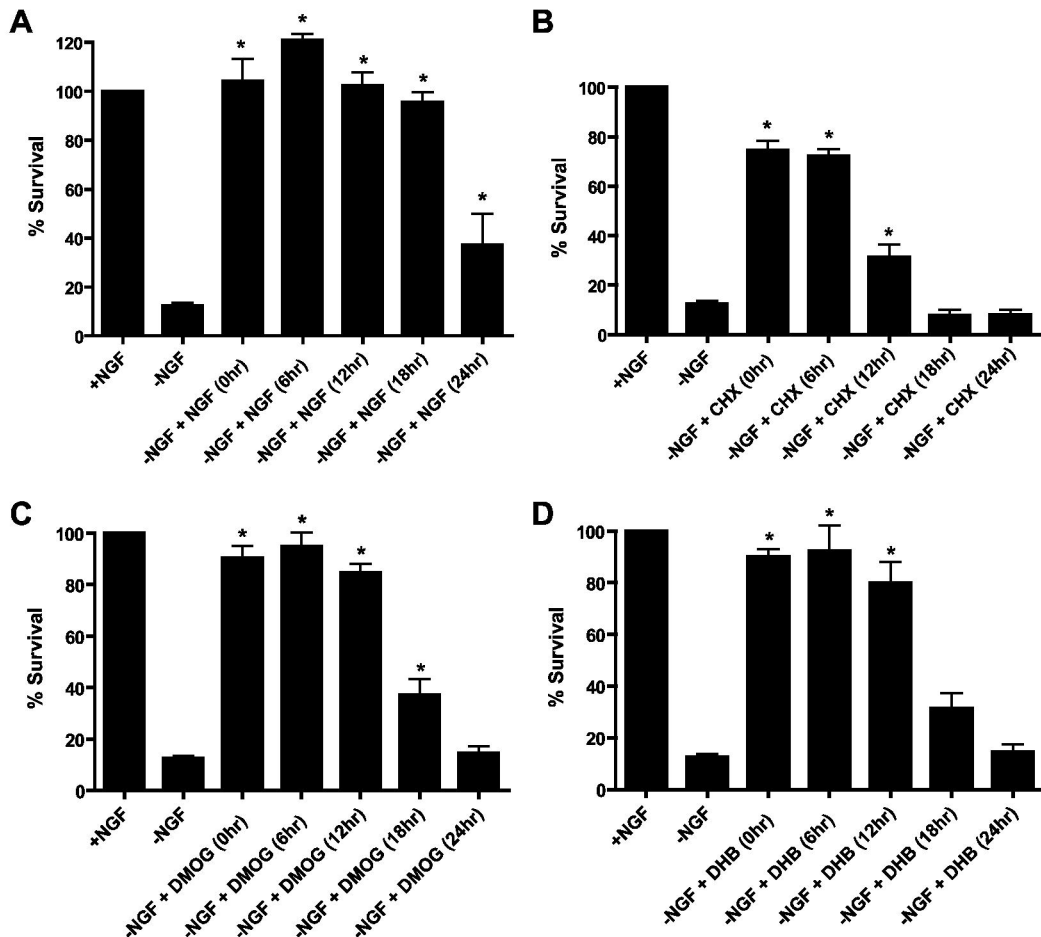 A
% Survival
120
100
80
60
40
20
0
+NGF
-NGF
-NGF + NGF (0hr)
-NGF + NGF (6hr)
-NGF + NGF (12hr)
-NGF + NGF (18hr)
-NGF + NGF (24hr)
*
*
*
*
*
B
% Survival
100
80
60
40
20
0
+NGF
-NGF
-NGF + CHX (0hr)
-NGF + CHX (6hr)
-NGF + CHX (12hr)
-NGF + CHX (18hr)
-NGF + CHX (24hr)
*
*
*
C
% Survival
100
80
60
40
20
0
+NGF
-NGF
-NGF + DMOG (0hr)
-NGF + DMOG (6hr)
-NGF + DMOG (12hr)
-NGF + DMOG (18hr)
-NGF + DMOG (24hr)
*
*
*
*
D
% Survival
100
80
60
40
20
0
+NGF
-NGF
-NGF + DHB (0hr)
-NGF + DHB (6hr)
-NGF + DHB (12hr)
-NGF + DHB (18hr)
-NGF + DHB (24hr)
*
*
*